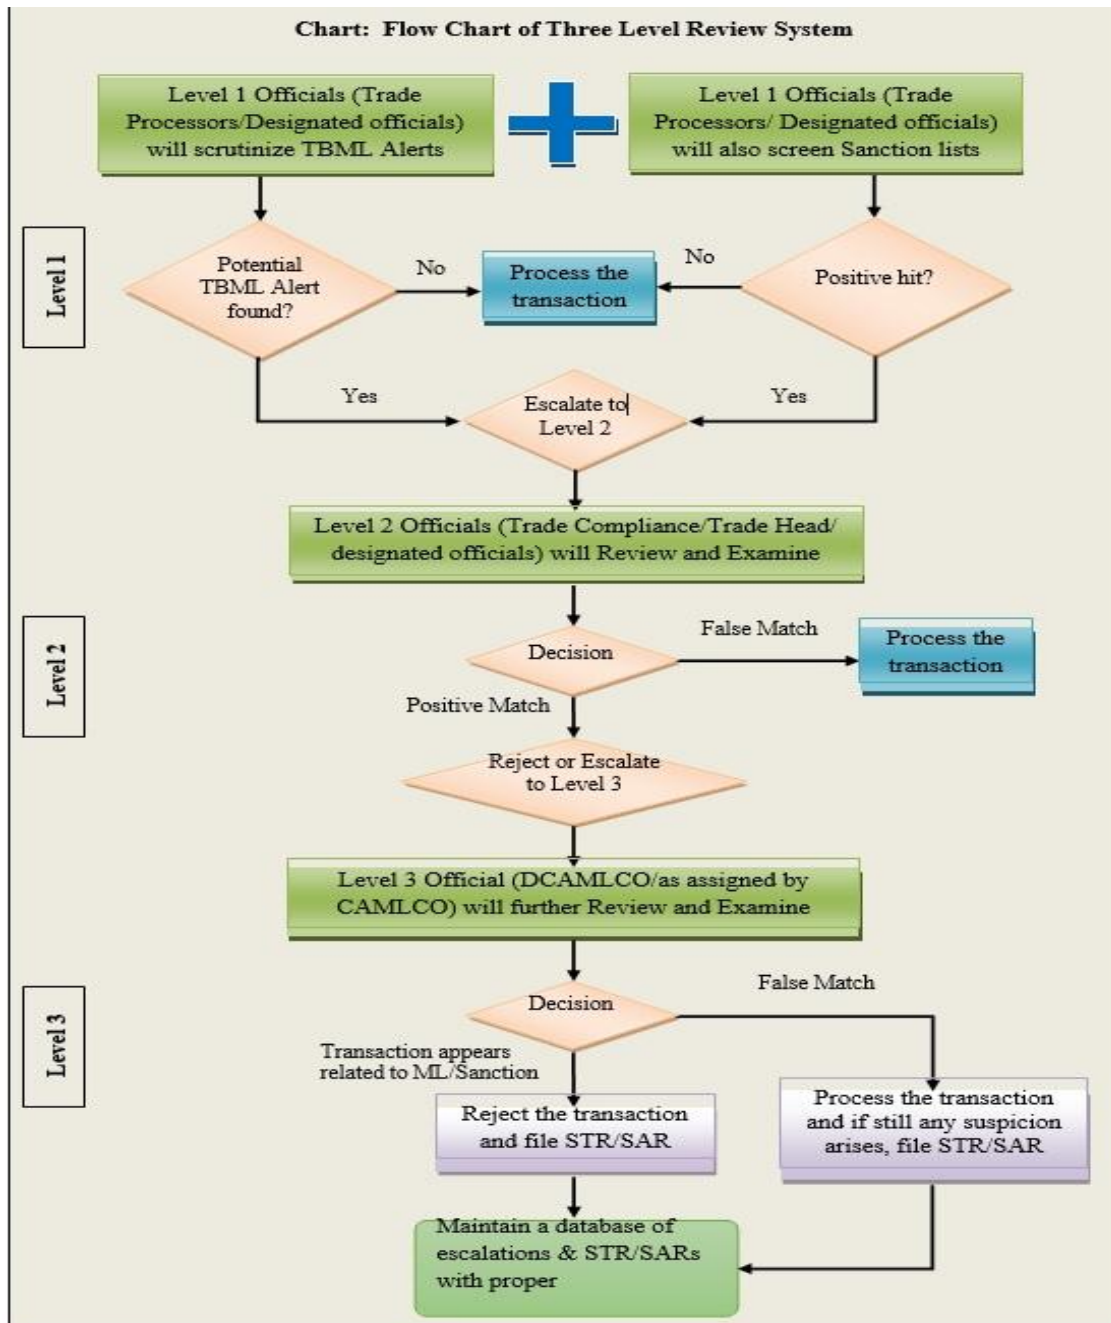 Chart: Flow Chart of Three Level Review System
Level 1 Officials (Trade
Processors/Designated officials)
will scrutinize TBML Alerts
Level 1 Officials (Trade
Processors/ Designated officials)
will also screen Sanction lists
Level 1
Potential
TBML Alert
found?
No
Process the
transaction
No
Positive hit?
Yes
Escalate to
Level 2
Yes
Level 2 Officials (Trade Compliance/Trade Head/
designated officials) will Review and Examine
Level 2
Decision
False Match
Process the
transaction
Positive Match
Reject or Escalate
to Level 3
Level 3 Official (DCAMLCO/as assigned by
CAMLCO) will further Review and Examine
Level 3
Decision
False Match
Transaction appears
related to ML/Sanction
Reject the transaction
and file STR/SAR
Process the transaction
and if still any suspicion
arises, file STR/SAR
Maintain a database of
escalations & STR/SARs
with proper